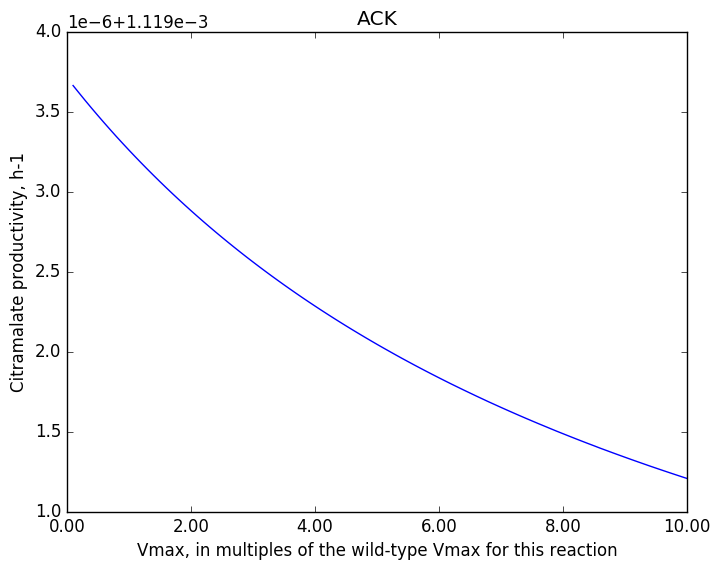 ACK
1e−6+1.119e−3
4.0
3.5
3.0
2.5
2.0
1.5
1.0
Citramalate productivity, h-1
0.00 2.00 4.00 6.00 8.00 10.00
Vmax, in multiples of the wild-type Vmax for this reaction